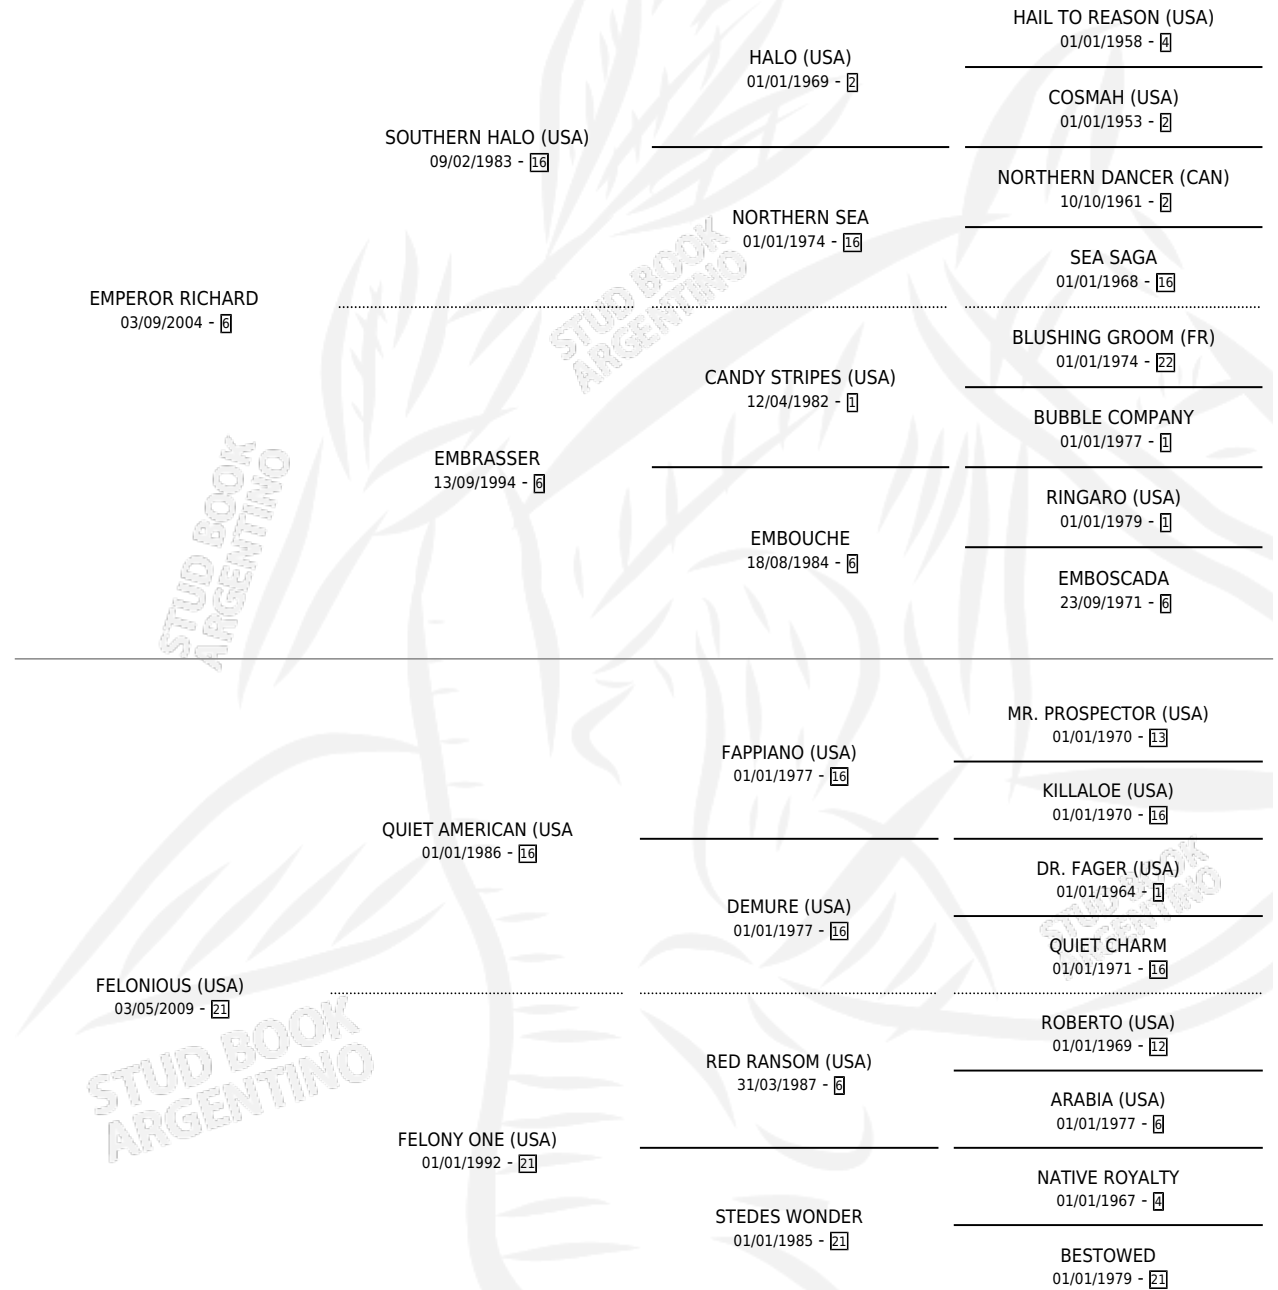 HAIL TO REASON (USA)
01/01/1958 - 4
HALO (USA)
01/01/1969 - 2
COSMAH (USA)
01/01/1953 - 2
SOUTHERN HALO (USA)
09/02/1983 - 16
NORTHERN DANCER (CAN)
10/10/1961 - 2
NORTHERN SEA
01/01/1974 - 16
SEA SAGA
01/01/1968 - 16
EMPEROR RICHARD
03/09/2004 - 6
BLUSHING GROOM (FR)
01/01/1974 - 22
CANDY STRIPES (USA)
12/04/1982 - 1
BUBBLE COMPANY
01/01/1977 - 1
EMBRASSER
13/09/1994 - 6
RINGARO (USA)
01/01/1979 - 1
EMBOUCHE
18/08/1984 - 6
EMBOSCADA
23/09/1971 - 6
STUD BOOK
ARGENTINO
STUD BOOK
ARGENTINO
MR. PROSPECTOR (USA)
01/01/1970 - 13
FAPPIANO (USA)
01/01/1977 - 16
KILLALOE (USA)
01/01/1970 - 16
QUIET AMERICAN (USA
01/01/1986 - 16
DR. FAGER (USA)
01/01/1964 - 1
DEMURE (USA)
01/01/1977 - 16
QUIET CHARM
01/01/1971 - 16
STUD BOOK
ARGENTINO
FELONIOUS (USA)
03/05/2009 - 21
ROBERTO (USA)
01/01/1969 - 12
RED RANSOM (USA)
31/03/1987 - 6
ARABIA (USA)
01/01/1977 - 6
FELONY ONE (USA)
01/01/1992 - 21
NATIVE ROYALTY
01/01/1967 - 4
STEDES WONDER
01/01/1985 - 21
BESTOWED
01/01/1979 - 21
STUD BOOK
ARGENTINO